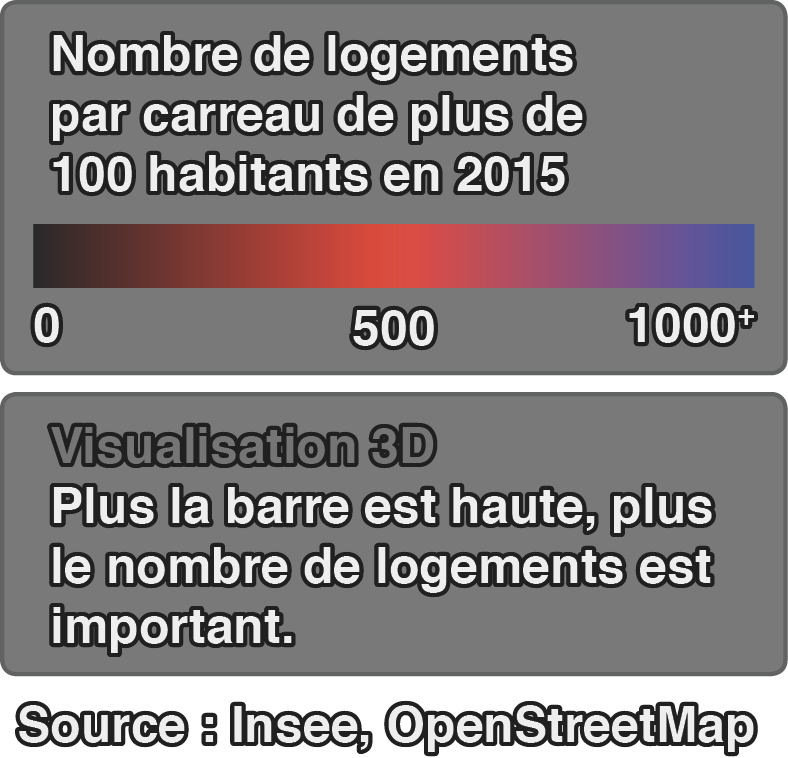 Nombre de logements
par carreau de plus de
100 habitants en 2015
0 500 1000+
Visualisation 3D
Plus la barre est haute, plus
le nombre de logements est
important.
Source : Insee, OpenStreetMap